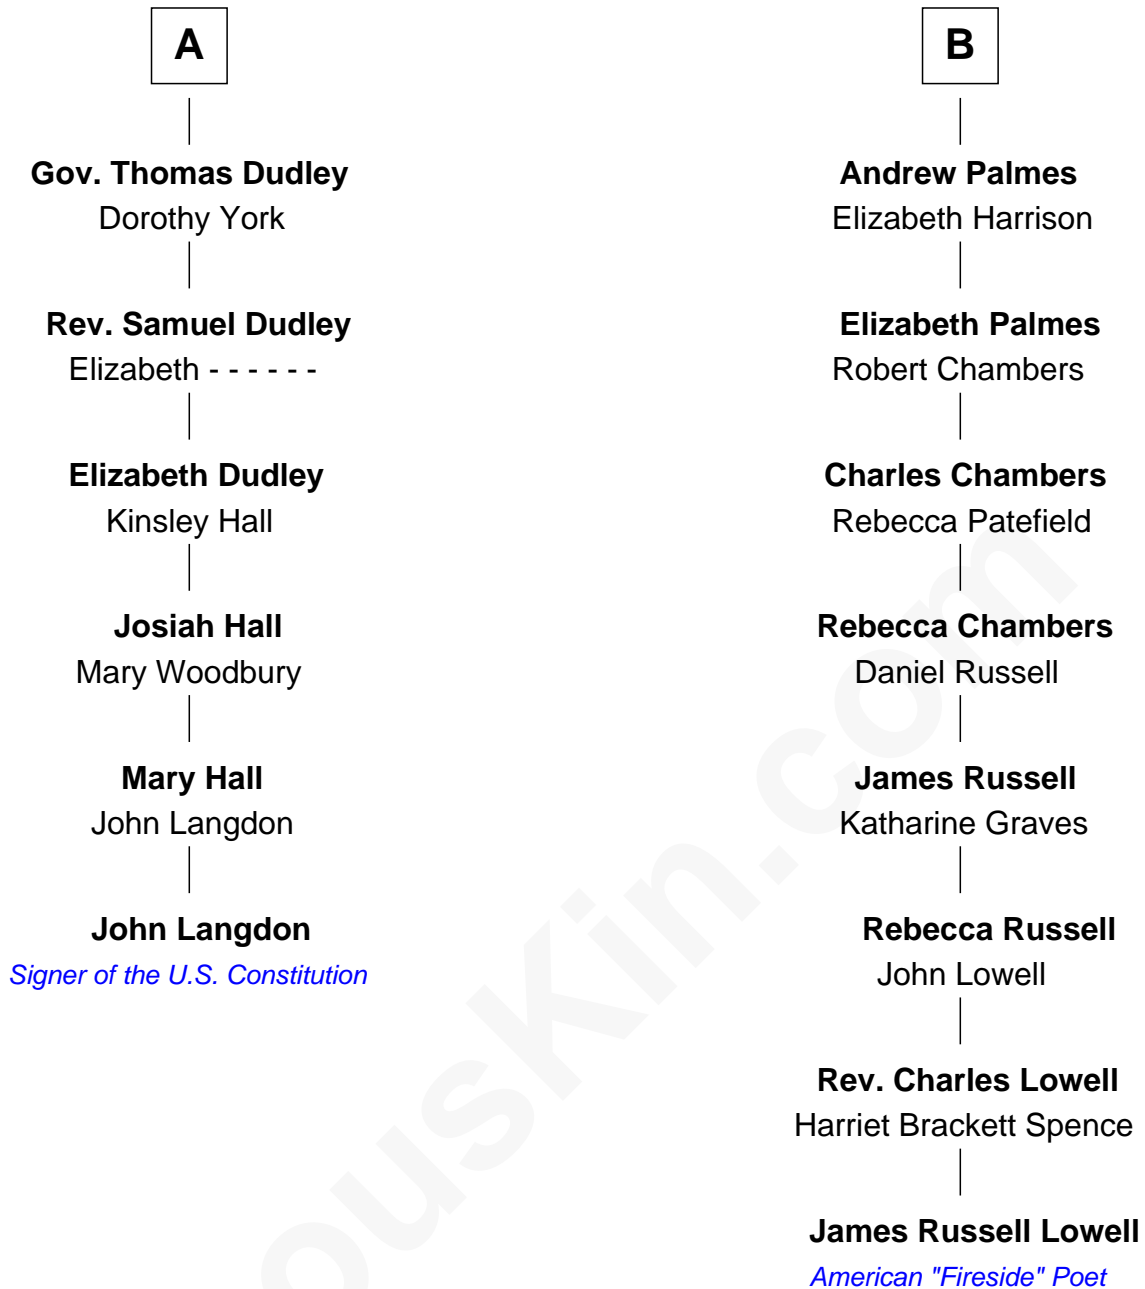 A
Gov. Thomas Dudley
Dorothy York
Rev. Samuel Dudley
Elizabeth - - - - - -
Elizabeth Dudley
Kinsley Hall
Josiah Hall
Mary Woodbury
Mary Hall
John Langdon
John Langdon
Signer of the U.S. Constitution
B
Andrew Palmes
Elizabeth Harrison
Elizabeth Palmes
Robert Chambers
Charles Chambers
Rebecca Patefield
Rebecca Chambers
Daniel Russell
James Russell
Katharine Graves
Rebecca Russell
John Lowell
Rev. Charles Lowell
Harriet Brackett Spence
James Russell Lowell
American "Fireside" Poet
ousKin.com